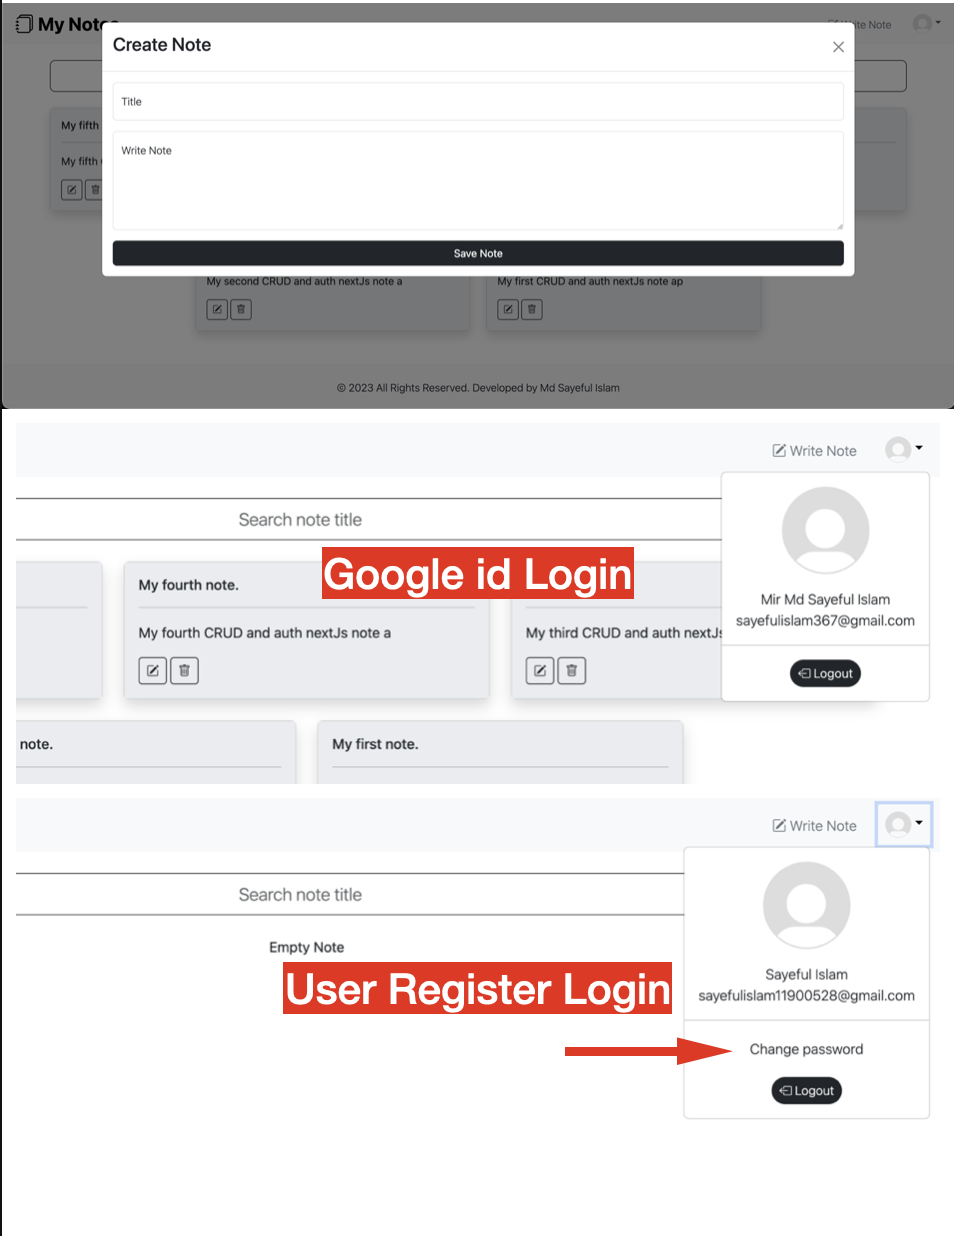 My Notes
Write Note
Create Note
Title
Write Note
Save Note
My fifth
My fifth
My second CRUD and auth nextJs note a
My first CRUD and auth nextJs note ap
© 2023 All Rights Reserved. Developed by Md Sayeful Islam
Write Note
Search note title
Google id Login
My fourth note.
My fourth CRUD and auth nextJs note a
My third CRUD and auth nextJs
Mir Md Sayeful Islam
sayefulislam367@gmail.com
Logout
note.
My first note.
Write Note
Search note title
Empty Note
User Register Login
Sayeful Islam
sayefulislam11900528@gmail.com
Change password
Logout